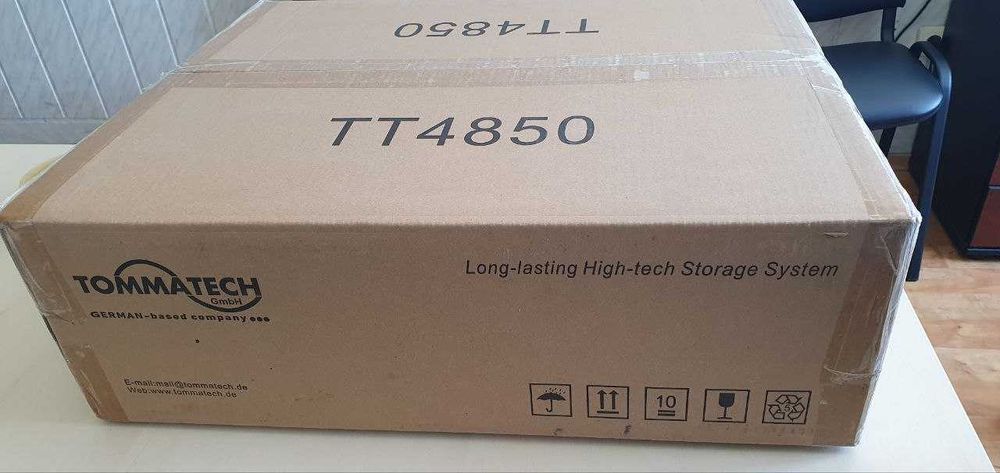 TT4850
TT4850
TOMMATECH
GmbH
GERMAN-based company
Long-lasting High-tech Storage System
E-mail:mail@tommatech.de
Web:www.tommatech.de
10